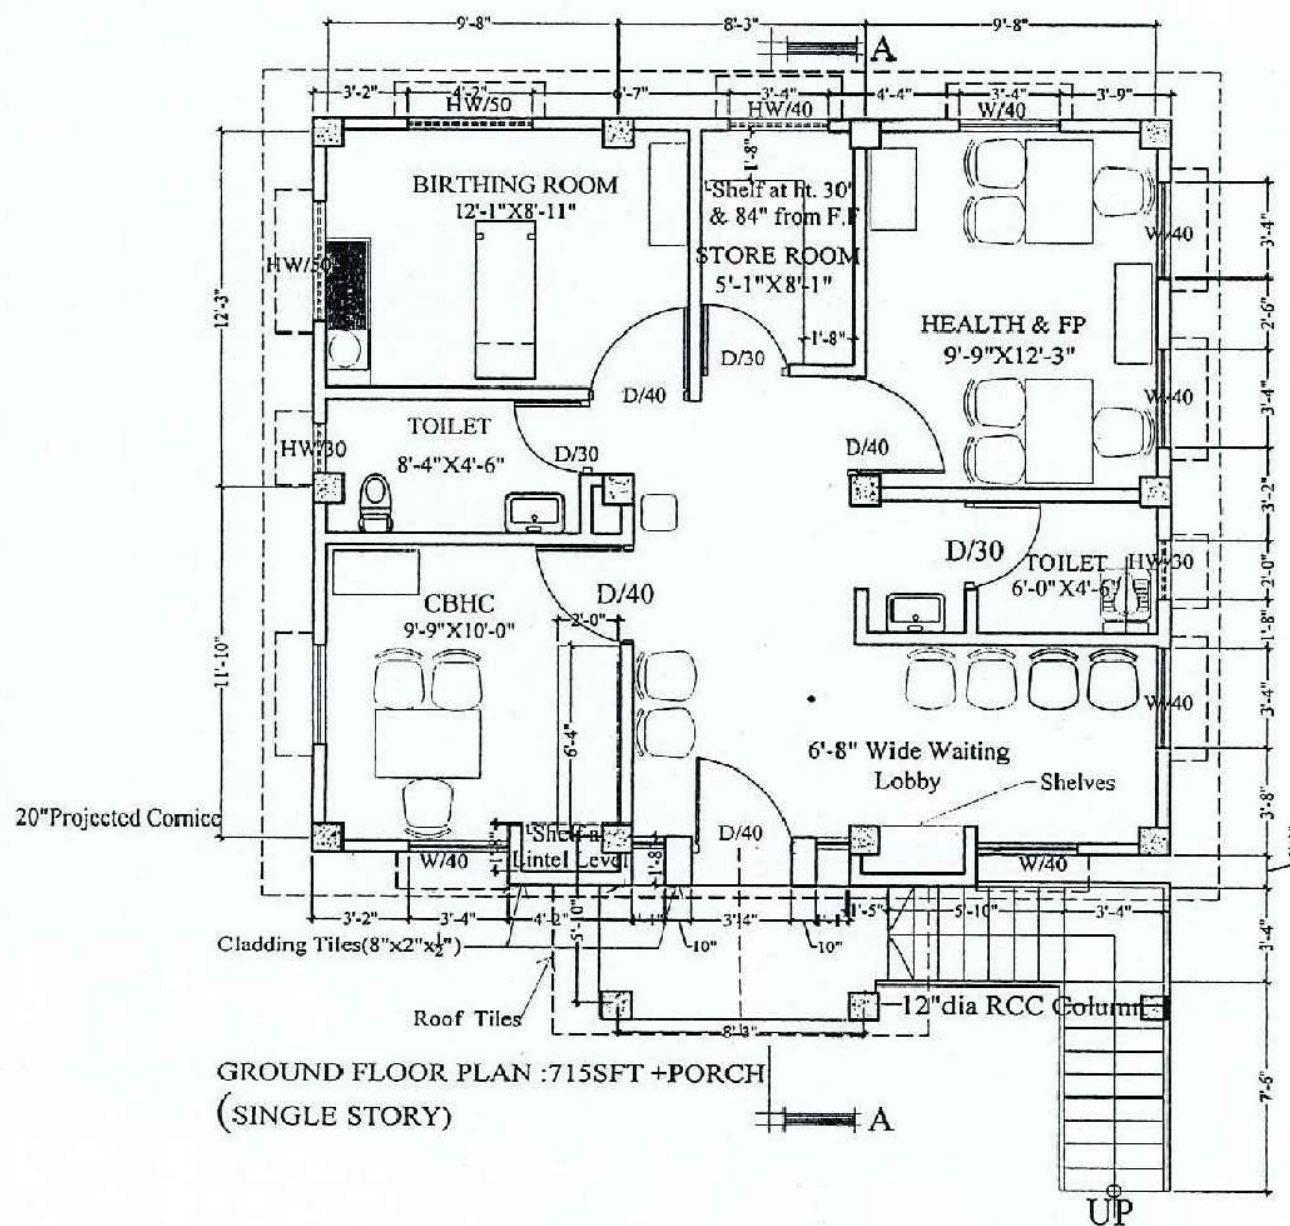 9'-8"
8'-3"
9'-8"
A
3'-2"
4'-2"
3'-4"
4'-4"
3'-4"
3'-9"
HW/50
HW/40
W/40
BIRTHING ROOM
12'-1"X8'-11"
1'-8"
Shelf at ht. 30"
& 84" from F.F
STORE ROOM
5'-1"X8'-1"
1'-8"
W/40
3'-4"
HW/50
12'-3"
HEALTH & FP
9'-9"X12'-3"
2'-6"
D/40
D/30
W/40
3'-4"
TOILET
8'-4"X4'-6"
HW/30
D/30
D/40
3'-2"
D/30
TOILET
6'-0"X4'-6"
HW/30
2'-0"
CBHC
9'-9"X10'-0"
D/40
2'-0"
1'-8"
11'-10"
6'-4"
W/40
3'-4"
6'-8" Wide Waiting
Lobby
Shelves
3'-8"
20"Projected Cornice
Shelf at
Lintel Level
1'-8"
D/40
W/40
W/40
3'-2"
3'-4"
4'-2"
5'-10"
1'-1"
3'-4"
1'-1"
1'-5"
5'-10"
3'-4"
3'-4"
10"
10"
Cladding Tiles(8"x2"x½")
Roof Tiles
12"dia RCC Column
8'-3"
7'-6"
GROUND FLOOR PLAN :715SFT +PORCH
(SINGLE STORY)
A
UP